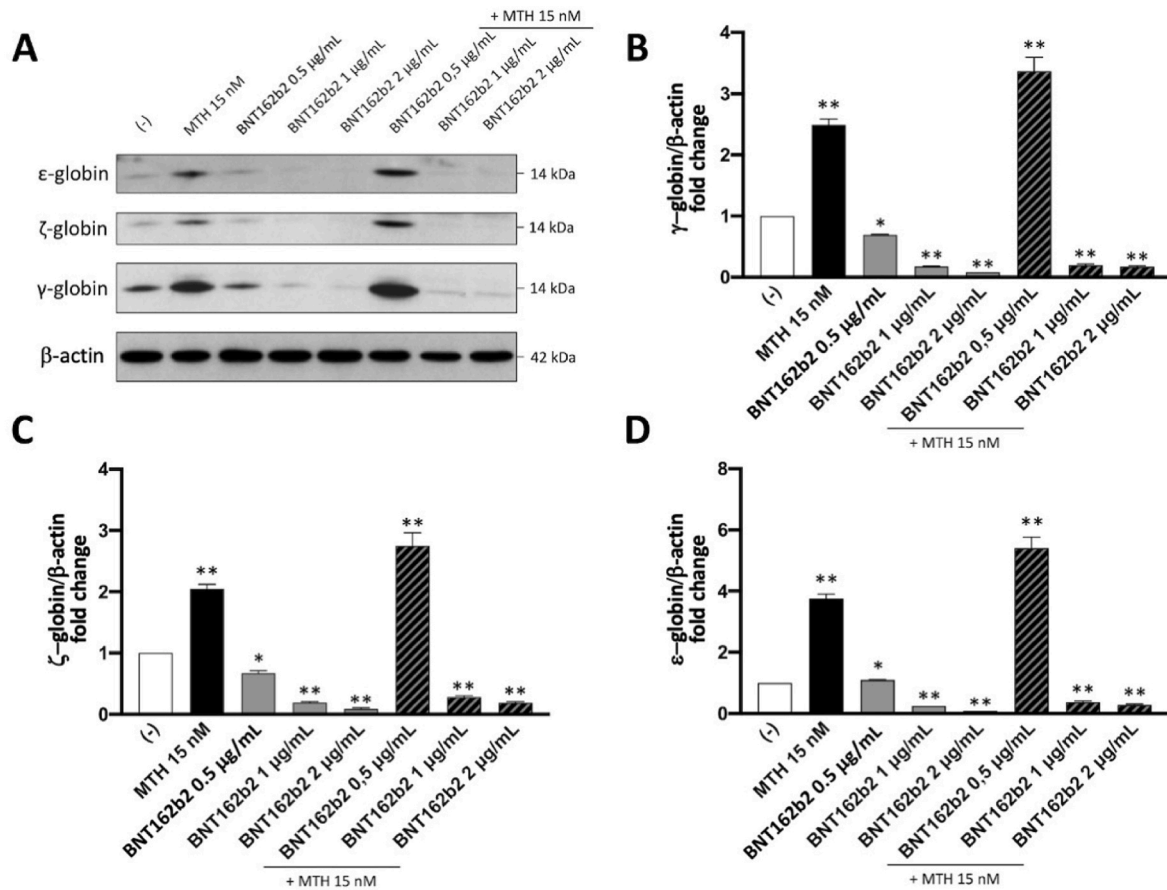 A
+ MTH 15 nM
(-)
MTH 15 nM
BNT162b2 0.5 µg/mL
BNT162b2 1 µg/mL
BNT162b2 2 µg/mL
BNT162b2 0,5 µg/mL
BNT162b2 1 µg/mL
BNT162b2 2 µg/mL
ε-globin
14 kDa
ζ-globin
14 kDa
γ-globin
14 kDa
β-actin
42 kDa
B
γ–globin/β-actin
fold change
4
3
2
1
0
**
*
**
**
**
**
**
(-)
MTH 15 nM
BNT162b2 0.5 µg/mL
BNT162b2 1 µg/mL
BNT162b2 2 µg/mL
BNT162b2 0,5 µg/mL
BNT162b2 1 µg/mL
BNT162b2 2 µg/mL
+ MTH 15 nM
C
ζ–globin/β-actin
fold change
4
3
2
1
0
**
*
**
**
**
**
**
(-)
MTH 15 nM
BNT162b2 0.5 µg/mL
BNT162b2 1 µg/mL
BNT162b2 2 µg/mL
BNT162b2 0,5 µg/mL
BNT162b2 1 µg/mL
BNT162b2 2 µg/mL
+ MTH 15 nM
D
ε–globin/β-actin
fold change
8
6
4
2
0
**
*
**
**
**
**
**
(-)
MTH 15 nM
BNT162b2 0.5 µg/mL
BNT162b2 1 µg/mL
BNT162b2 2 µg/mL
BNT162b2 0,5 µg/mL
BNT162b2 1 µg/mL
BNT162b2 2 µg/mL
+ MTH 15 nM